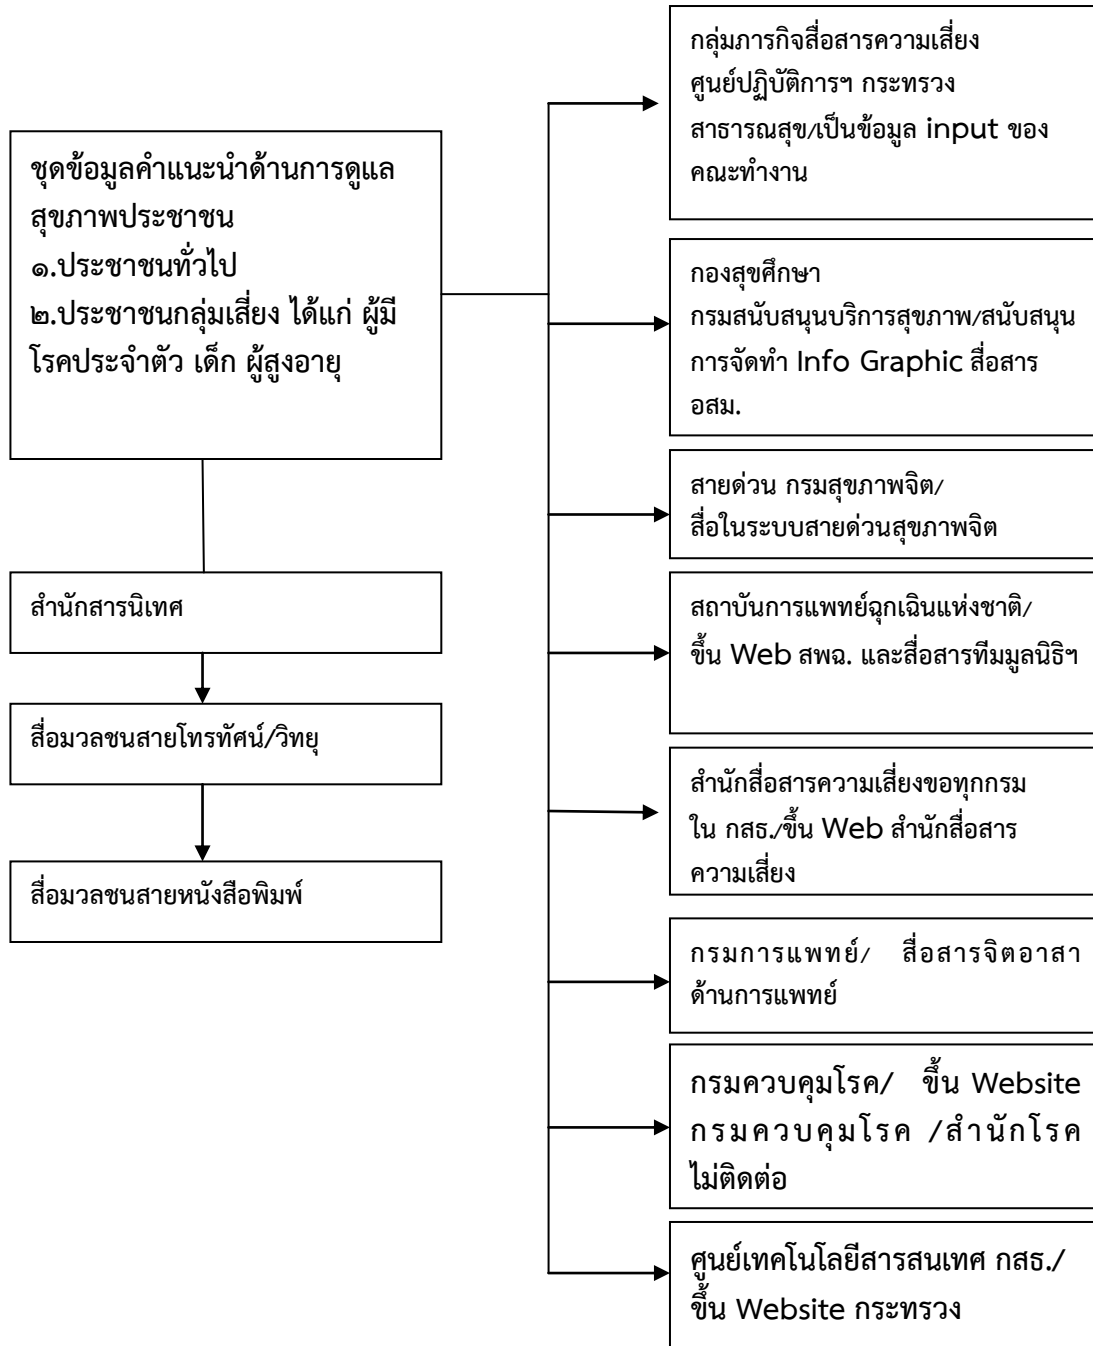 ชุดข้อมูลคำแนะนำด้านการดูแล
สุขภาพประชาชน
๑.ประชาชนทั่วไป
๒.ประชาชนกลุ่มเสี่ยง ได้แก่ ผู้มี
โรคประจำตัว เด็ก ผู้สูงอายุ
สำนักสารนิเทศ
สื่อมวลชนสายโทรทัศน์/วิทยุ
สื่อมวลชนสายหนังสือพิมพ์
กลุ่มภารกิจสื่อสารความเสี่ยง
ศูนย์ปฏิบัติการฯ กระทรวง
สาธารณสุข/เป็นข้อมูล input ของ
คณะทำงาน
กองสุขศึกษา
กรมสนับสนุนบริการสุขภาพ/สนับสนุน
การจัดทำ Info Graphic สื่อสาร
อสม.
สายด่วน กรมสุขภาพจิต/
สื่อในระบบสายด่วนสุขภาพจิต
สถาบันการแพทย์ฉุกเฉินแห่งชาติ/
ขึ้น Web สพฉ. และสื่อสารทีมมูลนิธิฯ
สำนักสื่อสารความเสี่ยงขอทุกกรม
ใน กสธ./ขึ้น Web สำนักสื่อสาร
ความเสี่ยง
กรมการแพทย์/ สื่อสารจิตอาสา
ด้านการแพทย์
กรมควบคุมโรค/ ขึ้น Website
กรมควบคุมโรค /สำนักโรค
ไม่ติดต่อ
ศูนย์เทคโนโลยีสารสนเทศ กสธ./
ขึ้น Website กระทรวง